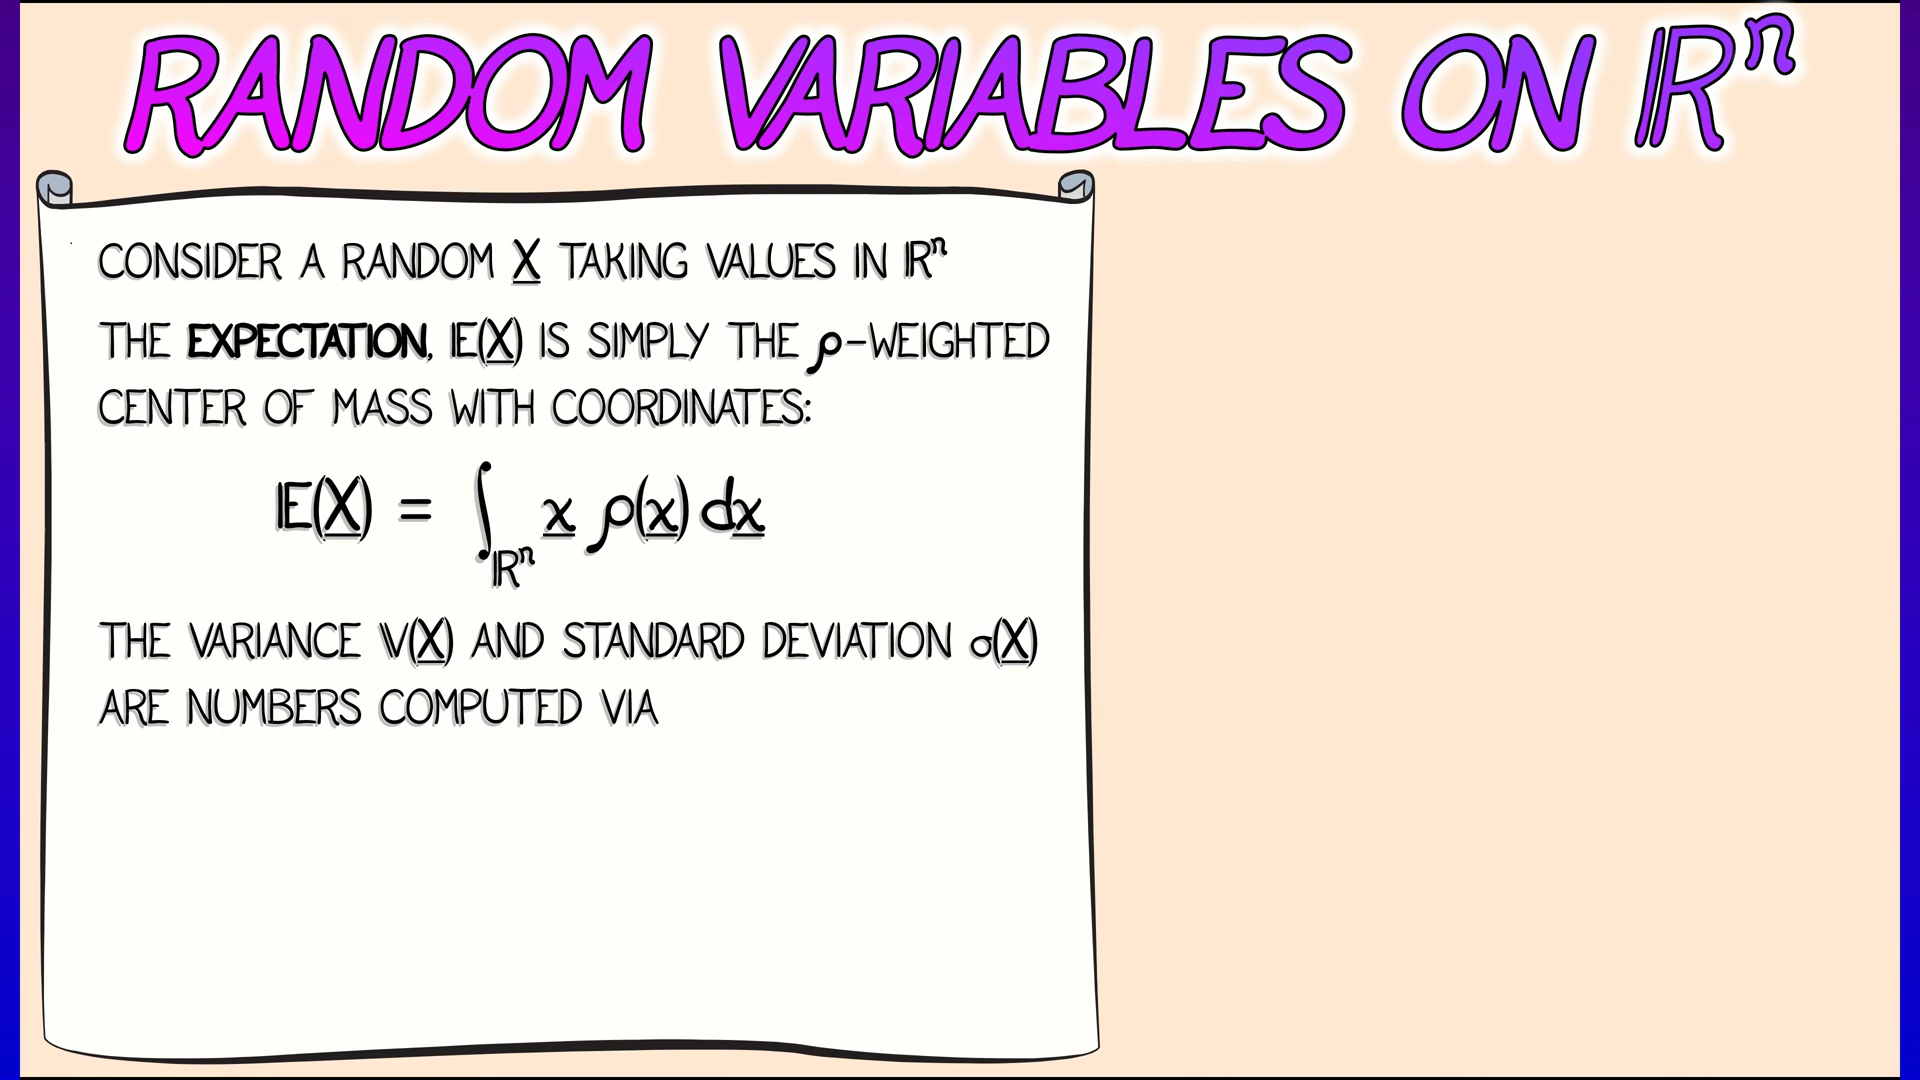 RANDOM VARIABLES ON ℝⁿ
CONSIDER A RANDOM X̲ TAKING VALUES IN ℝⁿ
THE EXPECTATION, 𝔼(X̲) IS SIMPLY THE ρ-WEIGHTED
CENTER OF MASS WITH COORDINATES:
𝔼(X̲) = ∫_ℝⁿ x̲ ρ(x̲) dx̲
THE VARIANCE 𝕍(X̲) AND STANDARD DEVIATION σ(X̲)
ARE NUMBERS COMPUTED VIA